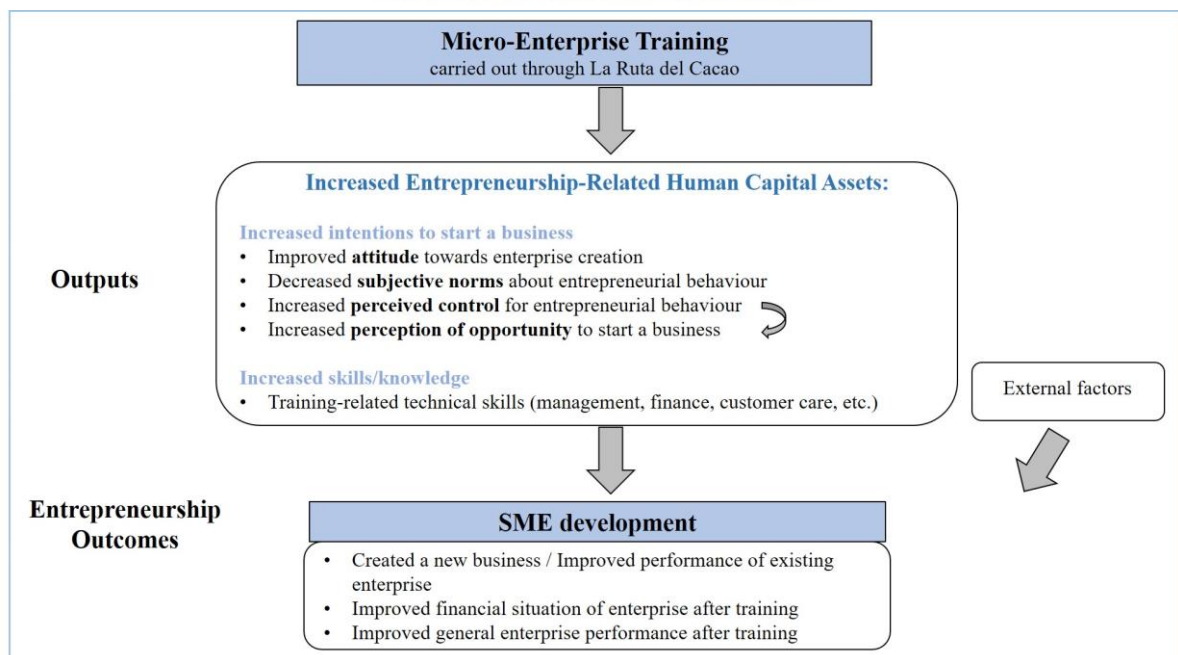 Micro-Enterprise Training
carried out through La Ruta del Cacao
Increased Entrepreneurship-Related Human Capital Assets:
Increased intentions to start a business
• Improved attitude towards enterprise creation
• Decreased subjective norms about entrepreneurial behaviour
• Increased perceived control for entrepreneurial behaviour
• Increased perception of opportunity to start a business
Outputs
Increased skills/knowledge
• Training-related technical skills (management, finance, customer care, etc.)
External factors
Entrepreneurship
Outcomes
SME development
• Created a new business / Improved performance of existing
enterprise
• Improved financial situation of enterprise after training
• Improved general enterprise performance after training